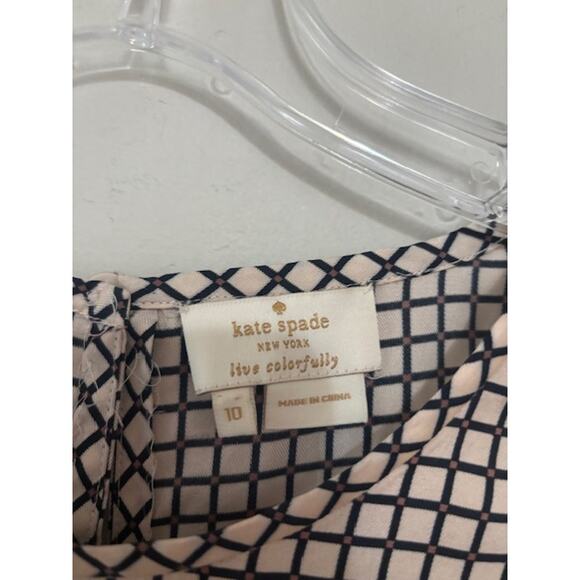 kate spade
NEW YORK
live colorfully
10
MADE IN CHINA